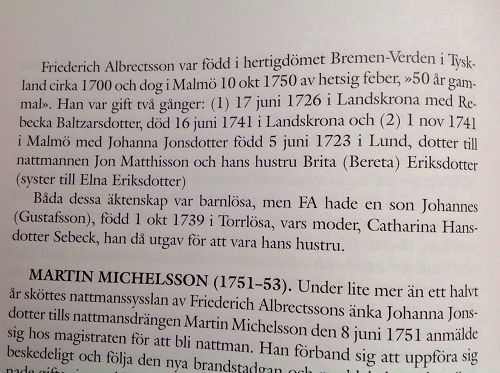 Friederich Albrectsson var född i hertigdömet Bremen-Verden i Tysk-
land cirka 1700 och dog i Malmö 10 okt 1750 av hetsig feber, »50 år gam-
mal». Han var gift två gånger: (1) 17 juni 1726 i Landskrona med Re-
becka Baltzarsdotter, död 16 juni 1741 i Landskrona och (2) 1 nov 1741
i Malmö med Johanna Jonsdotter född 5 juni 1723 i Lund, dotter till
nattmannen Jon Matthisson och hans hustru Brita (Bereta) Eriksdotter
(syster till Elna Eriksdotter)
Båda dessa äktenskap var barnlösa, men FA hade en son Johannes
(Gustafsson), född 1 okt 1739 i Torrlösa, vars moder, Catharina Hans-
dotter Sebeck, han då utgav för att vara hans hustru.
MARTIN MICHELSSON (1751–53). Under lite mer än ett halvt
år sköttes nattmanssysslan av Friederich Albrectssons änka Johanna Jons-
dotter tills nattmansdrängen Martin Michelsson den 8 juni 1751 anmälde
sig hos magistraten för att bli nattman. Han förband sig att uppföra sig
beskedeligt och följa den nya brandstadgan och